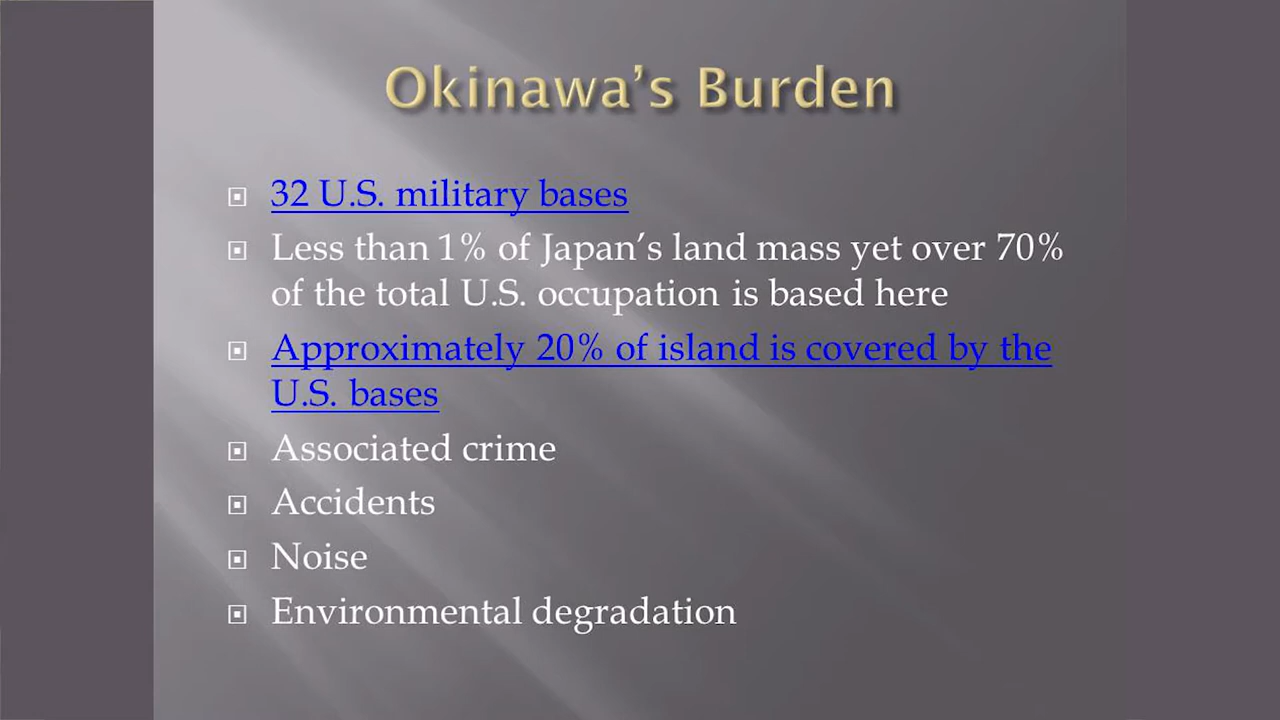 Okinawa’s Burden
32 U.S. military bases
Less than 1% of Japan’s land mass yet over 70%
of the total U.S. occupation is based here
Approximately 20% of island is covered by the
U.S. bases
Associated crime
Accidents
Noise
Environmental degradation